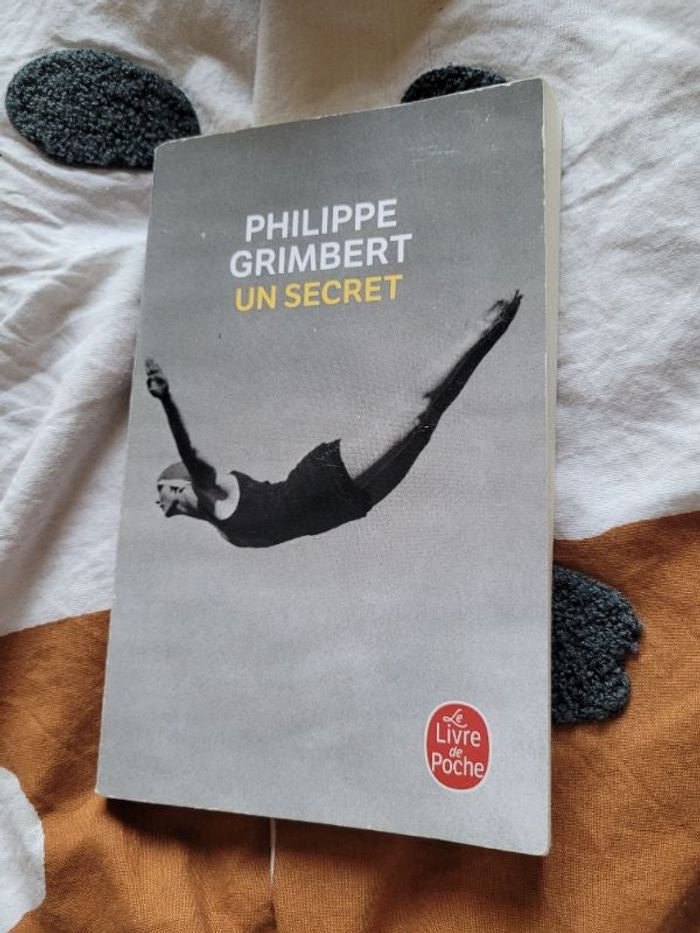 PHILIPPE
GRIMBERT
UN SECRET
Le
Livre
de
Poche